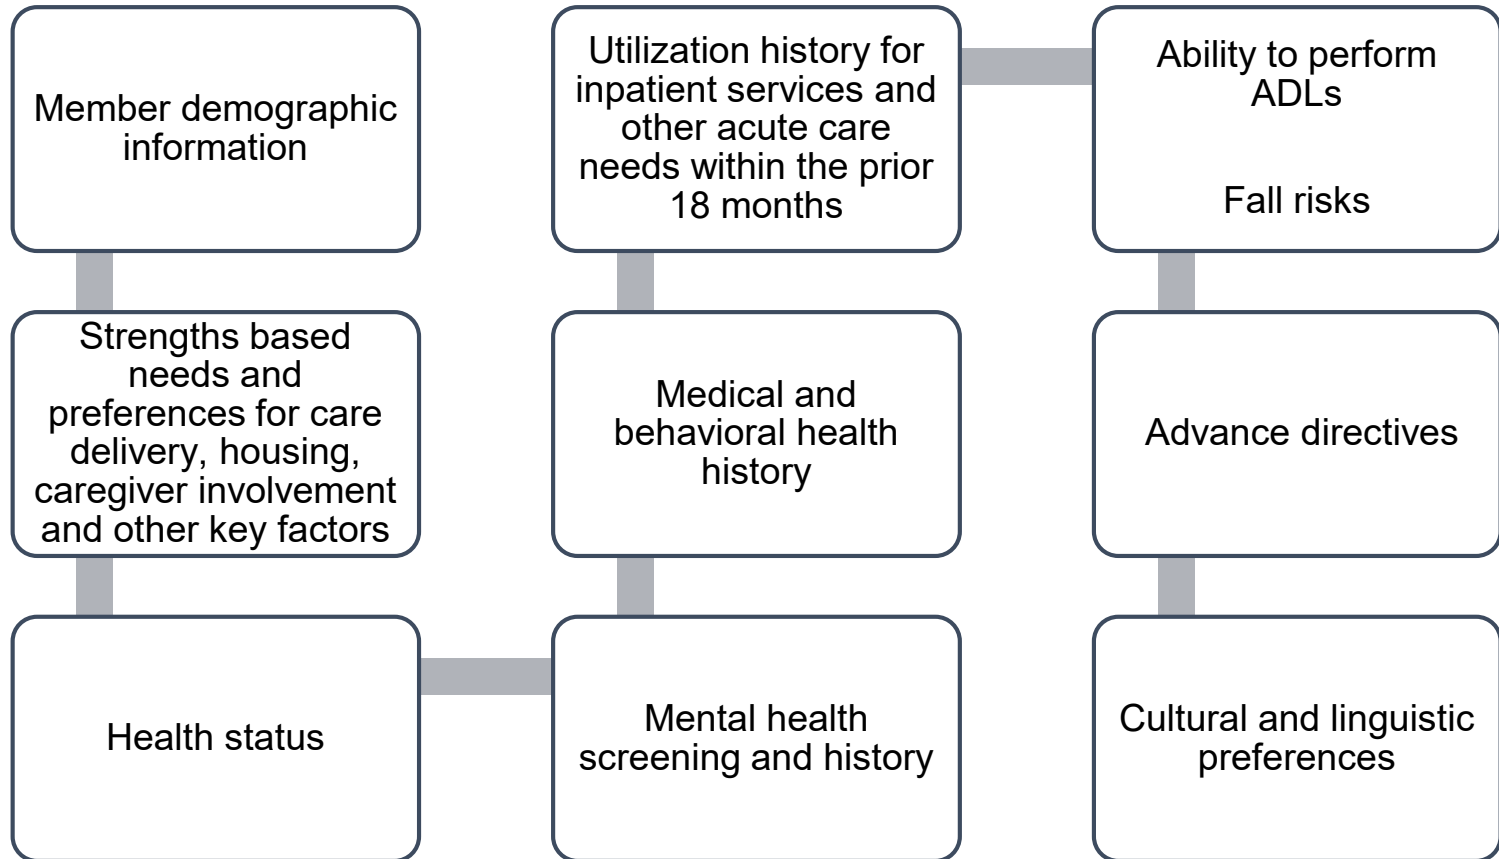 Member demographic
information
Strengths based
needs and
preferences for care
delivery, housing,
caregiver involvement
and other key factors
Health status
Mental health
screening and history
Medical and
behavioral health
history
Utilization history for
inpatient services and
other acute care
needs within the prior
18 months
Ability to perform
ADLs
Fall risks
Advance directives
Cultural and linguistic
preferences